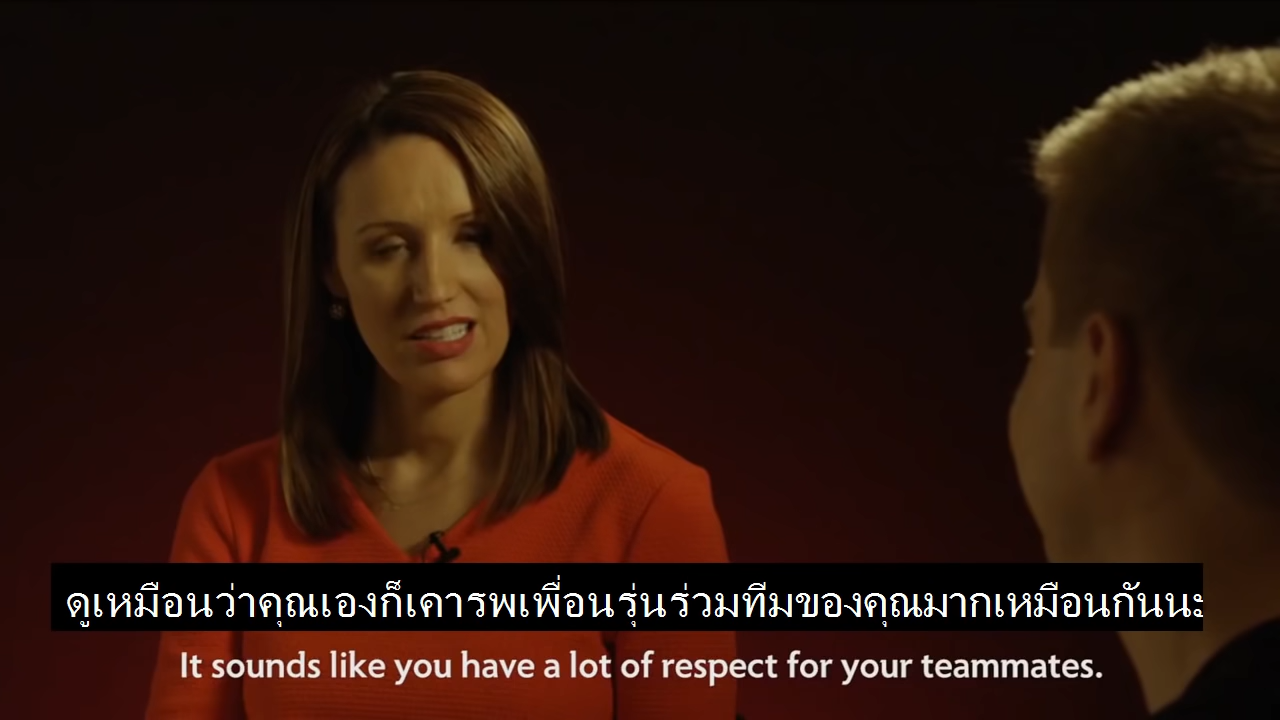 ดูเหมือนว่าคุณเองก็เคารพเพื่อนรุ่นร่วมทีมของคุณมากเหมือนกันนะ
It sounds like you have a lot of respect for your teammates.